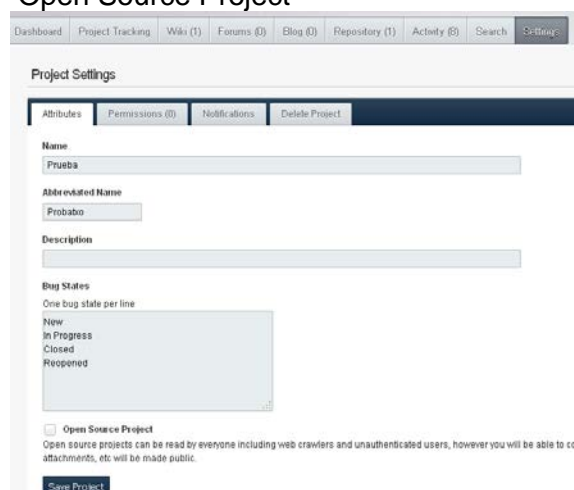 Open Source Project
Dashboard Project Tracking Wiki (1) Forums (0) Blog (0) Repository (1) Activity (8) Search Settings
Project Settings
Attributes Permissions (0) Notifications Delete Project
Name
Prueba
Abbreviated Name
Probatxo
Description
Bug States
One bug state per line
New
In Progress
Closed
Reopened
Open Source Project
Open source projects can be read by everyone including web crawlers and unauthenticated users, however you will be able to
attachments, etc will be made public.
Save Project